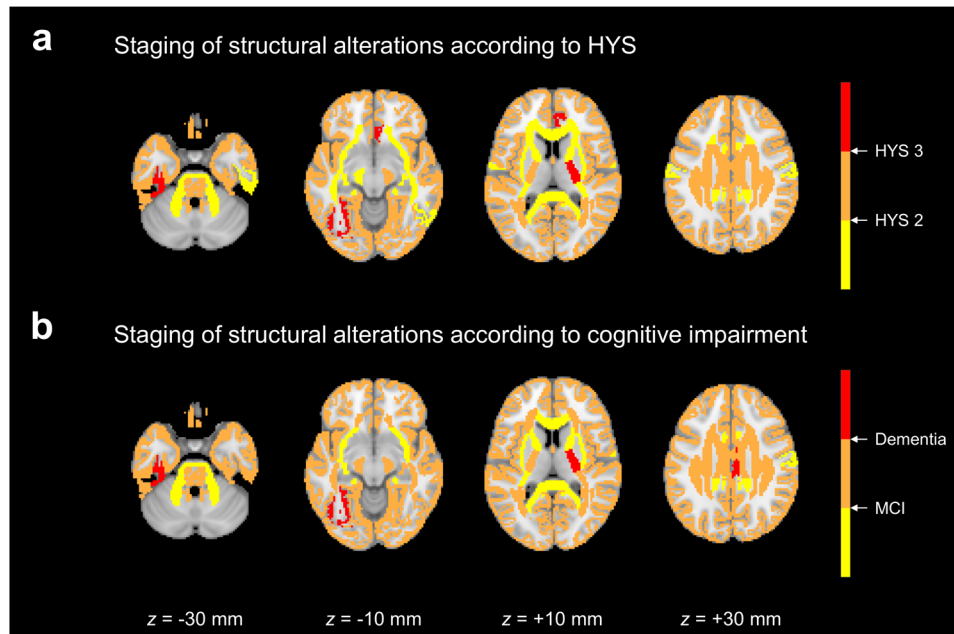 a
Staging of structural alterations according to HYS
HYS 3
HYS 2
b
Staging of structural alterations according to cognitive impairment
Dementia
MCI
z = -30 mm
z = -10 mm
z = +10 mm
z = +30 mm